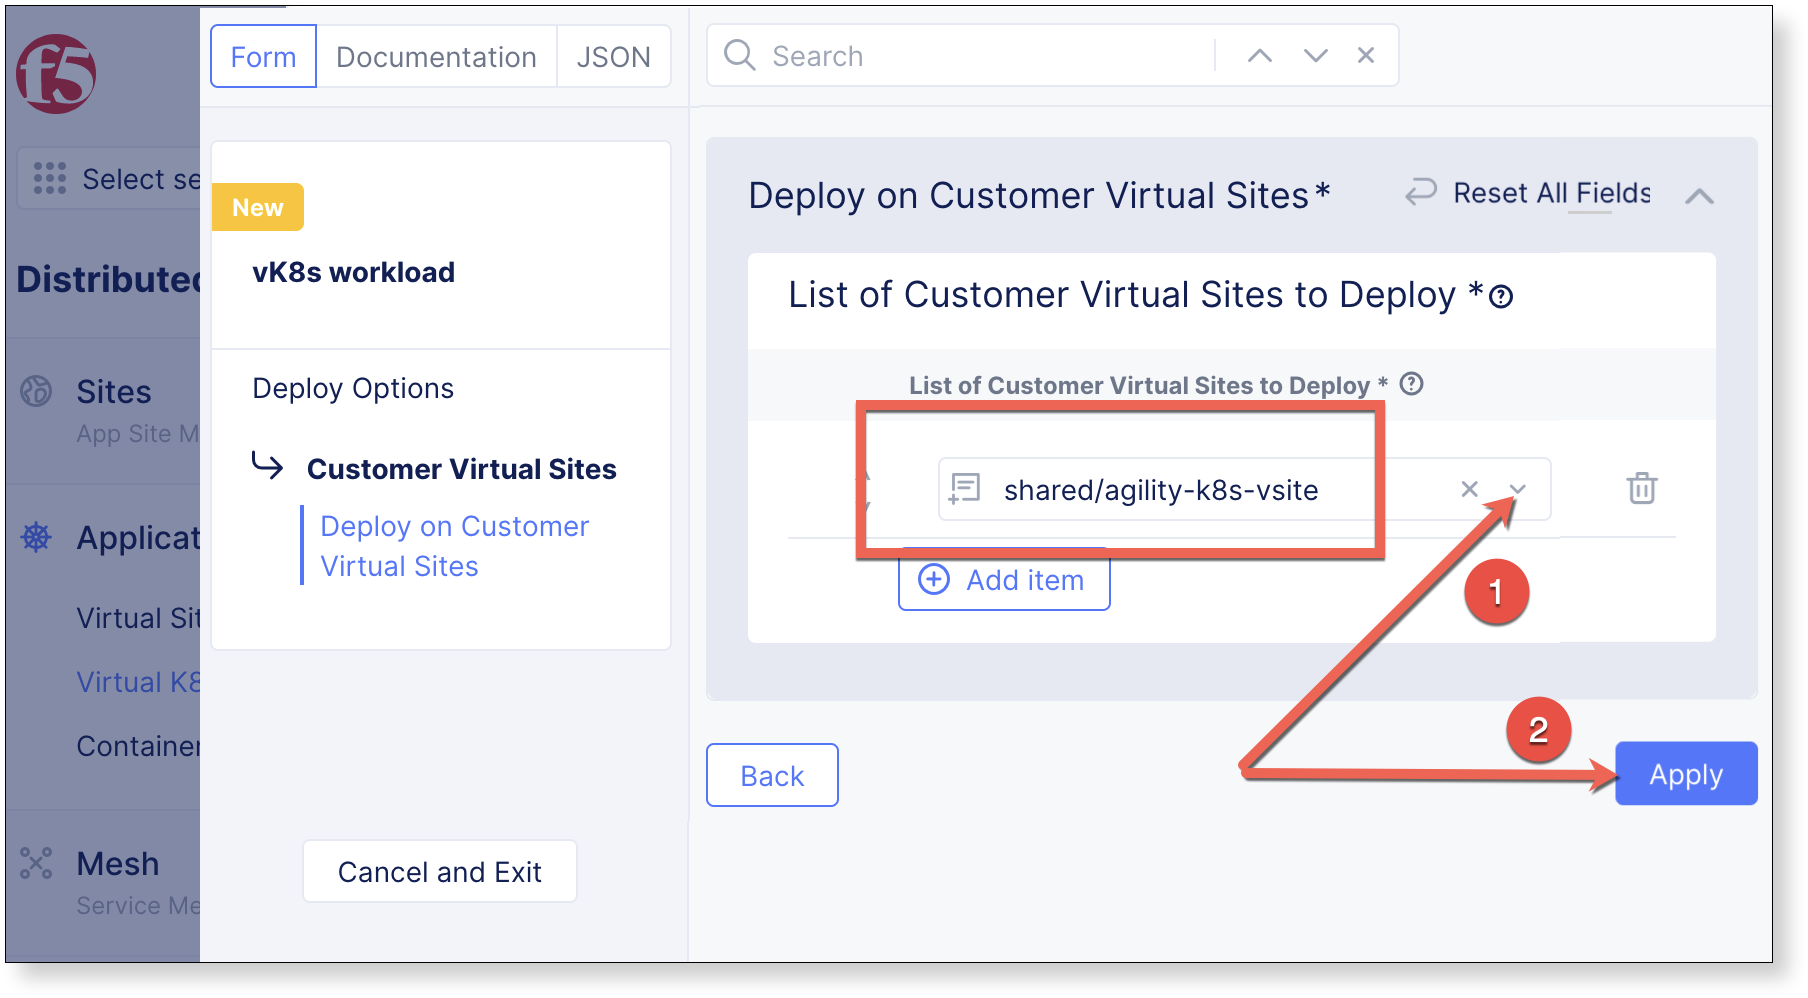 f5
Select se
Distributed
Sites
App Site M
Applicat
Virtual Sit
Virtual K8
Container
Mesh
Service Me
Form
Documentation
JSON
New
vK8s workload
Deploy Options
Customer Virtual Sites
Deploy on Customer
Virtual Sites
Cancel and Exit
Search
Deploy on Customer Virtual Sites*
Reset All Fields
List of Customer Virtual Sites to Deploy *
List of Customer Virtual Sites to Deploy *
shared/agility-k8s-vsite
Add item
1
2
Back
Apply